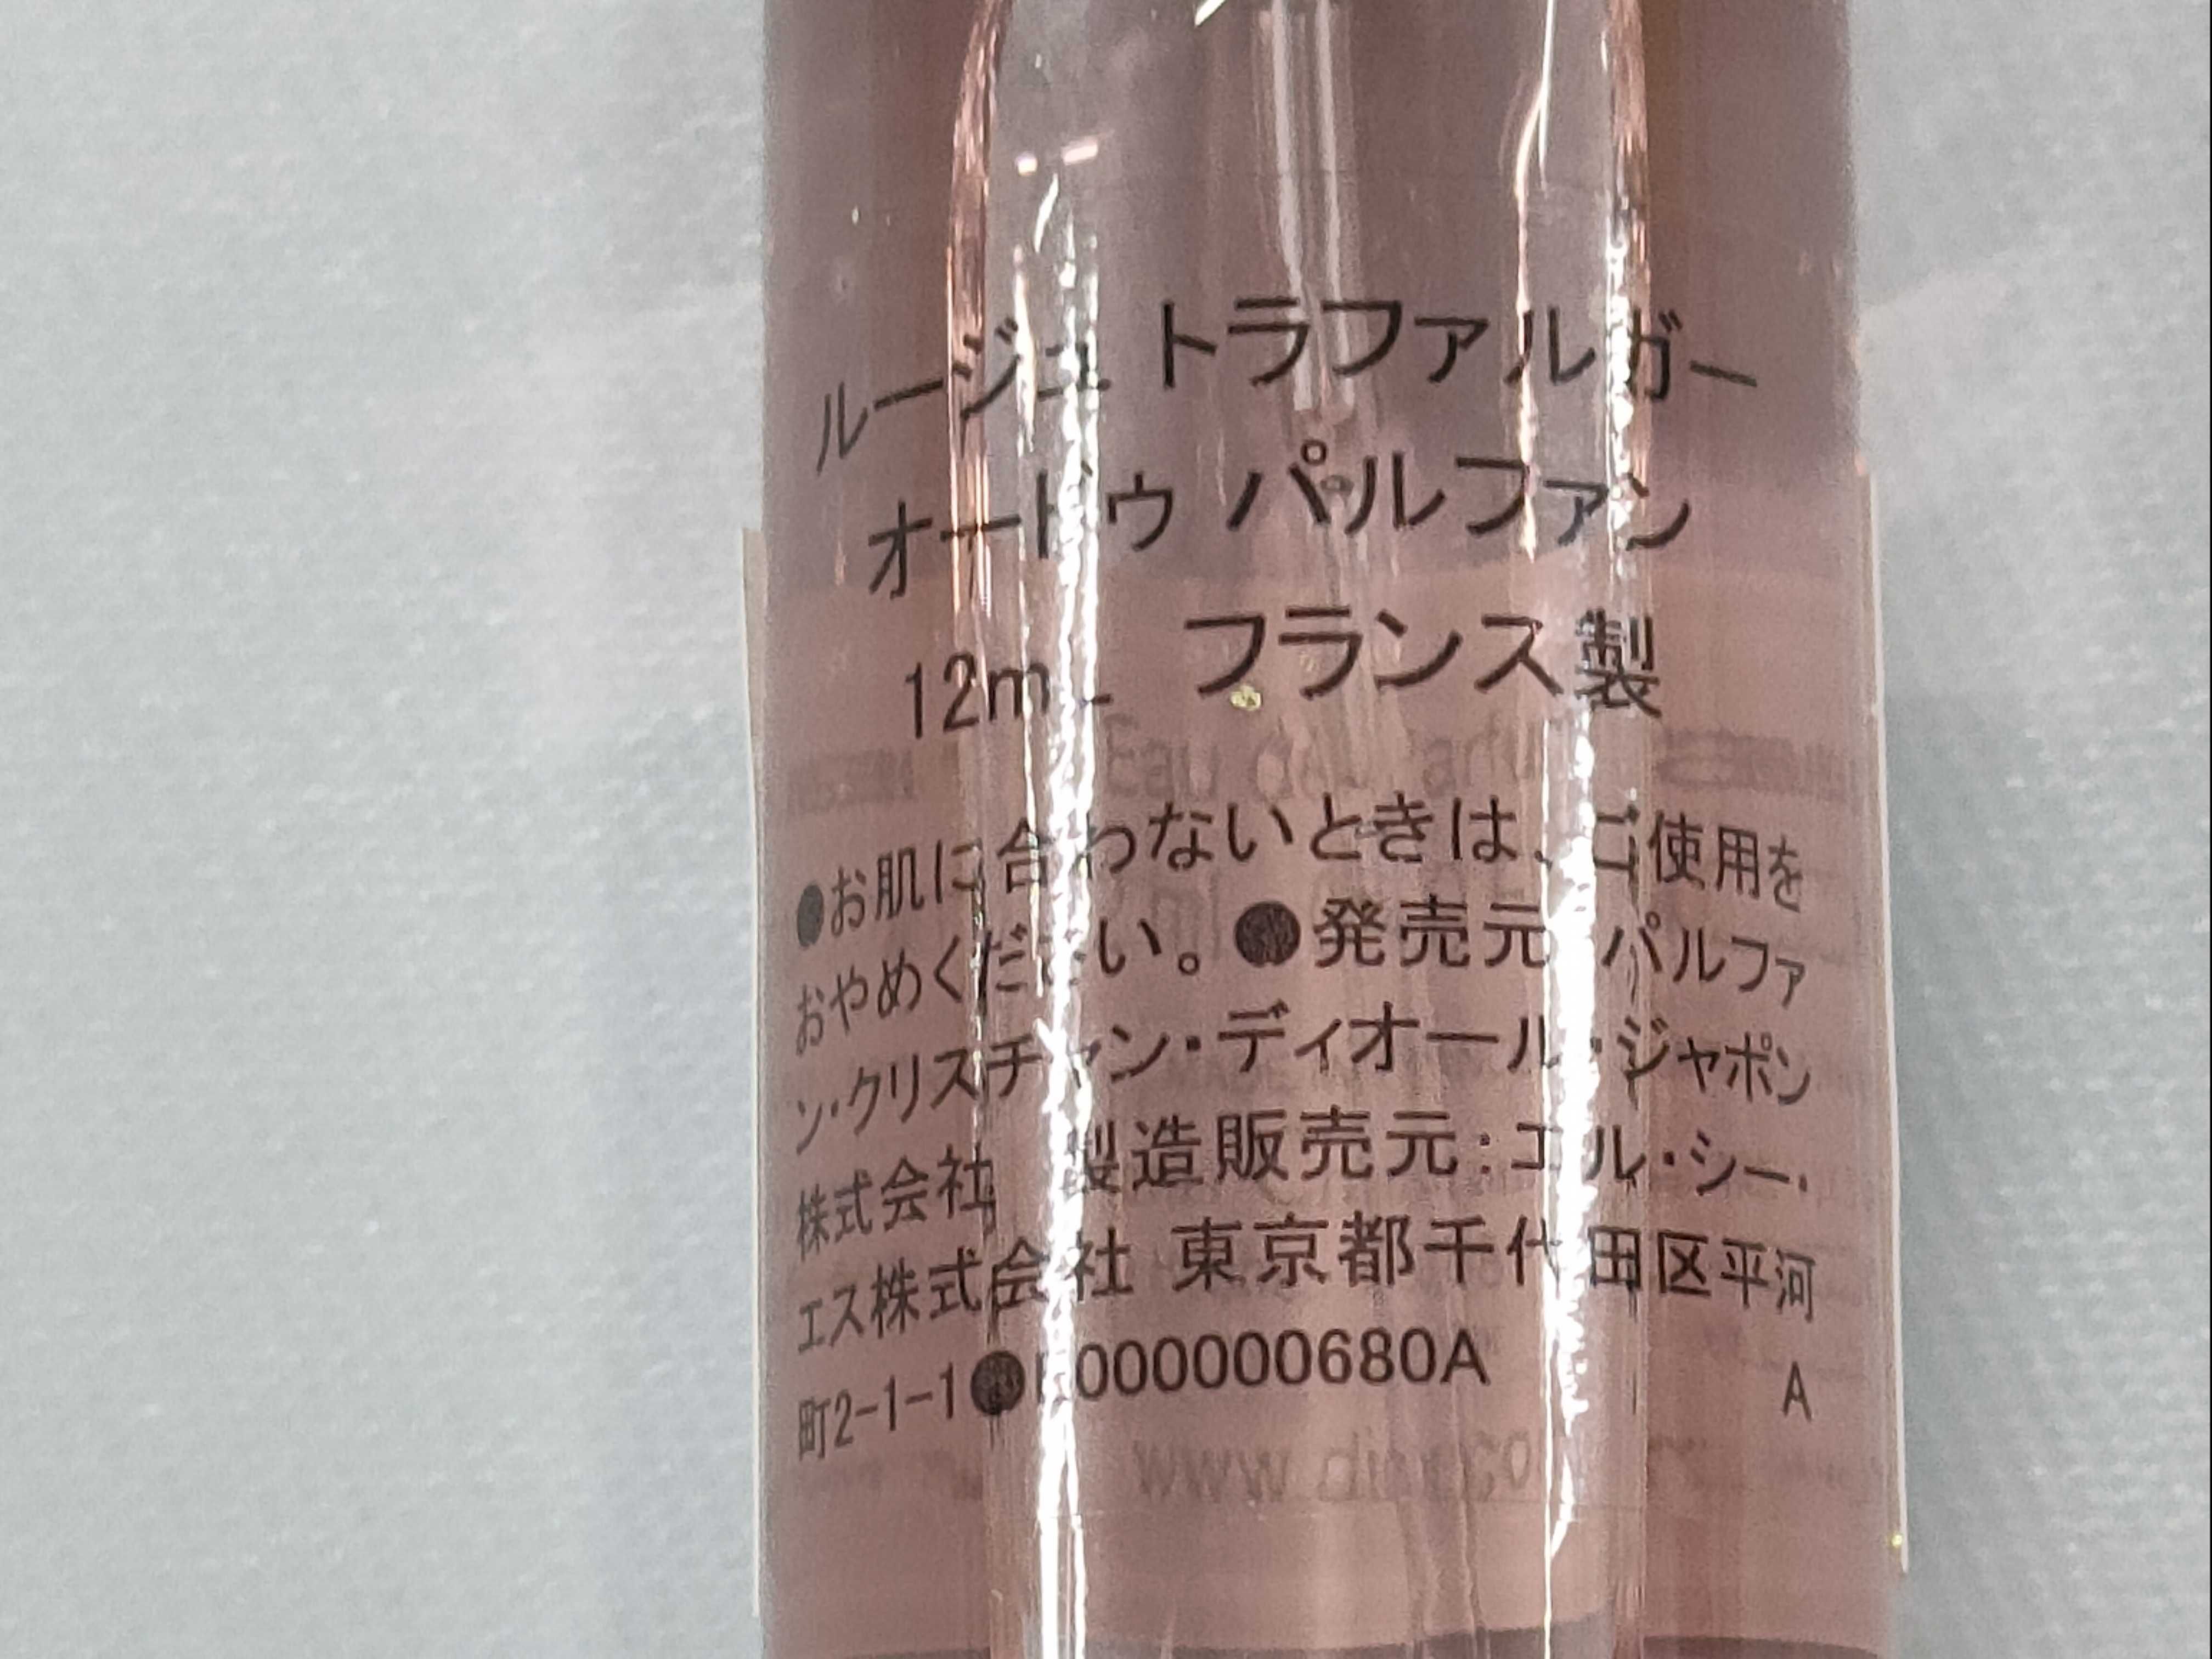 ルージュ トラファルガー
オードゥ パルファン
12mL フランス製
Eau de
●お肌に合わないときは、ご使用を
おやめください。●発売元:パルファ
ン・クリスチャン・ディオール・ジャポン
株式会社 製造販売元:エル・シー・
エス株式会社 東京都千代田区平河
町2-1-1● 000000680A A